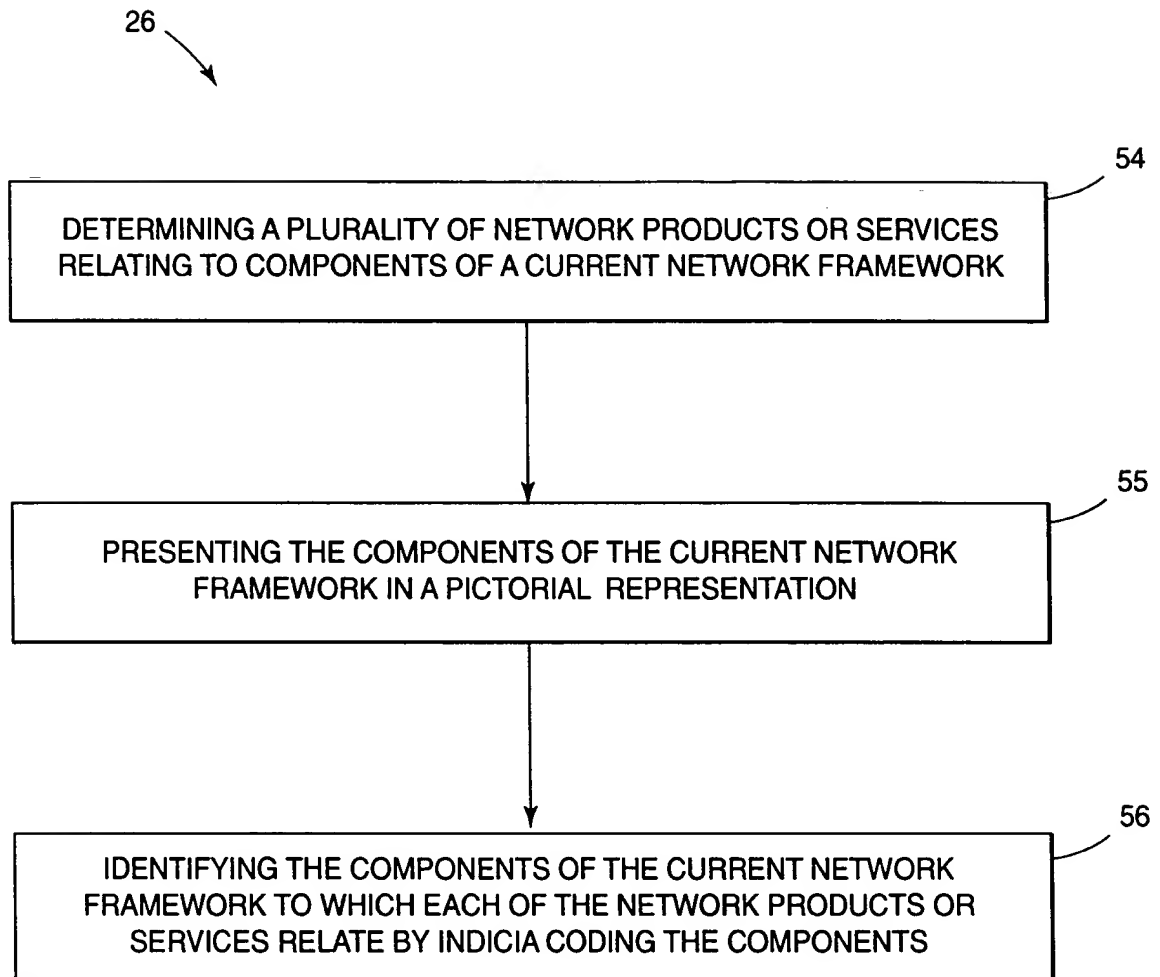 26
54
DETERMINING A PLURALITY OF NETWORK PRODUCTS OR SERVICES
RELATING TO COMPONENTS OF A CURRENT NETWORK FRAMEWORK
55
PRESENTING THE COMPONENTS OF THE CURRENT NETWORK
FRAMEWORK IN A PICTORIAL REPRESENTATION
56
IDENTIFYING THE COMPONENTS OF THE CURRENT NETWORK
FRAMEWORK TO WHICH EACH OF THE NETWORK PRODUCTS OR
SERVICES RELATE BY INDICIA CODING THE COMPONENTS